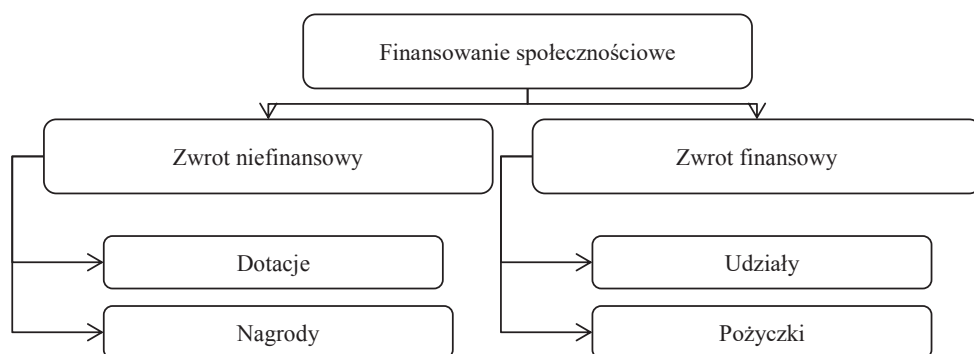 Finansowanie społecznościowe
Zwrot niefinansowy
Zwrot finansowy
Dotacje
Udziały
Nagrody
Pożyczki